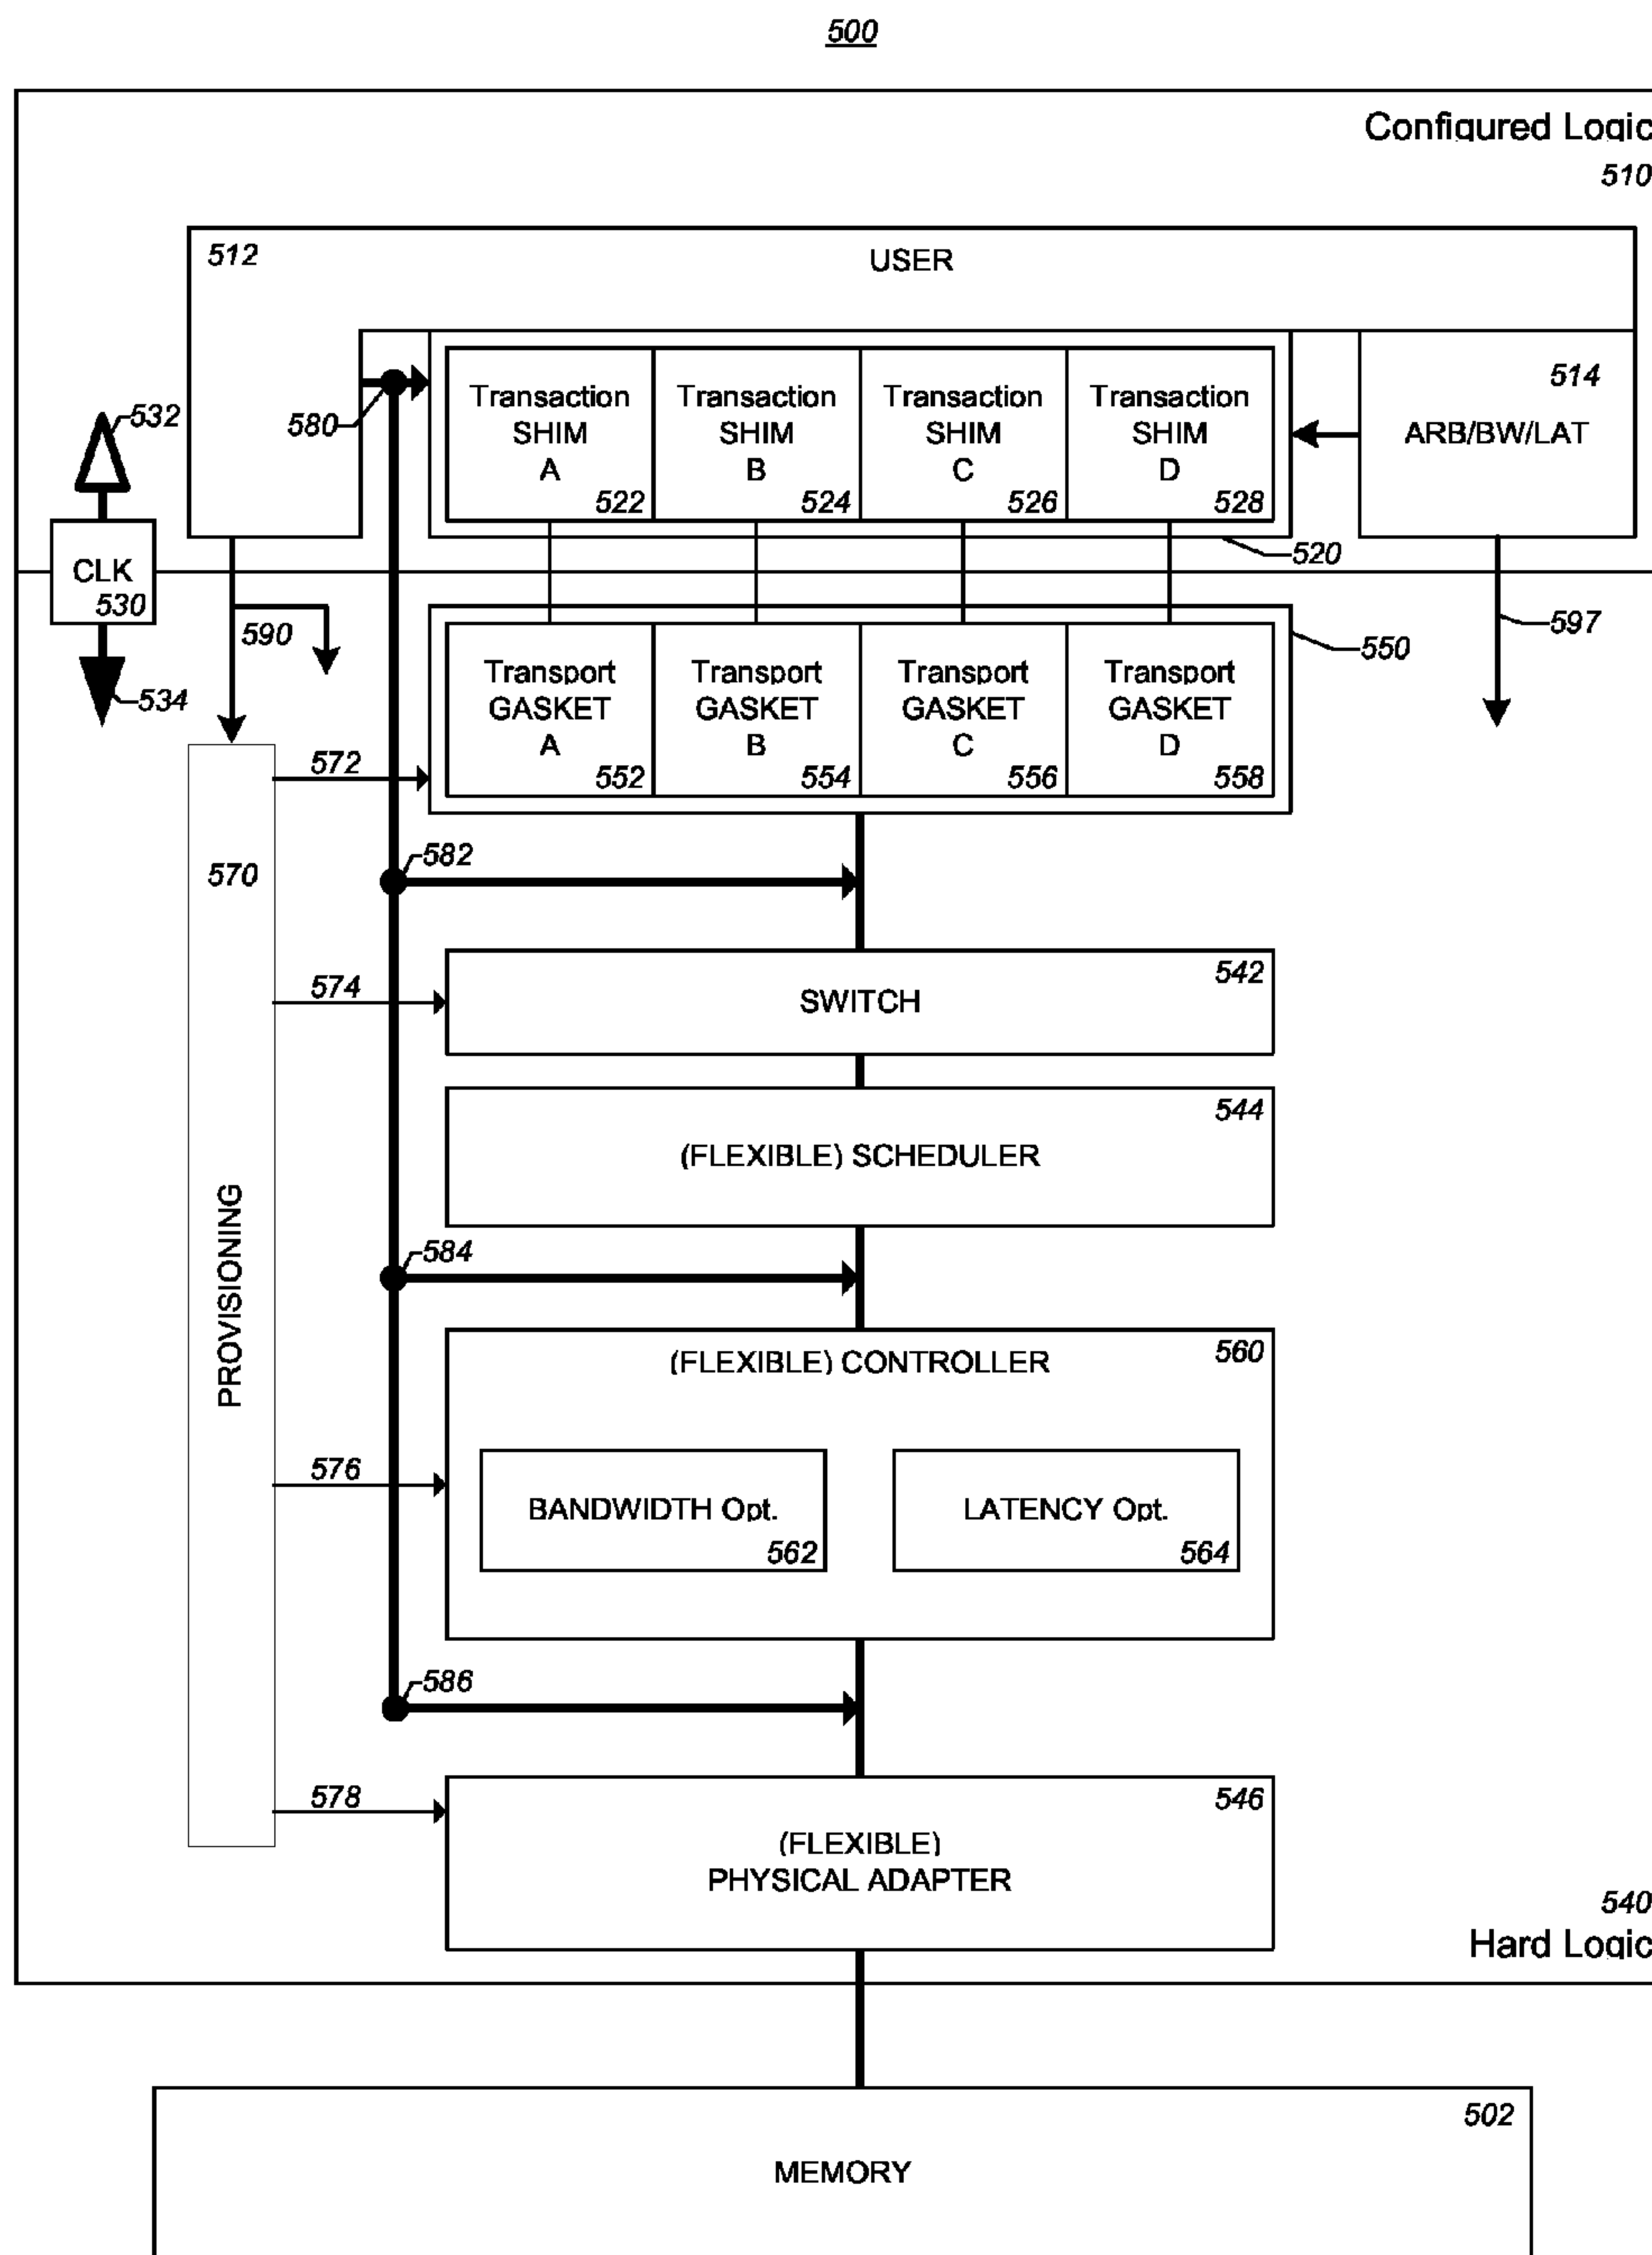 500
Configured Logic
510
512
USER
514
ARB/BW/LAT
580
Transaction
SHIM
A
522
Transaction
SHIM
B
524
Transaction
SHIM
C
526
Transaction
SHIM
D
528
520
532
CLK
530
534
590
597
550
Transport
GASKET
A
552
Transport
GASKET
B
554
Transport
GASKET
C
556
Transport
GASKET
D
558
572
570
PROVISIONING
582
574
542
SWITCH
544
(FLEXIBLE) SCHEDULER
584
560
(FLEXIBLE) CONTROLLER
576
BANDWIDTH Opt.
562
LATENCY Opt.
564
586
578
546
(FLEXIBLE)
PHYSICAL ADAPTER
540
Hard Logic
502
MEMORY